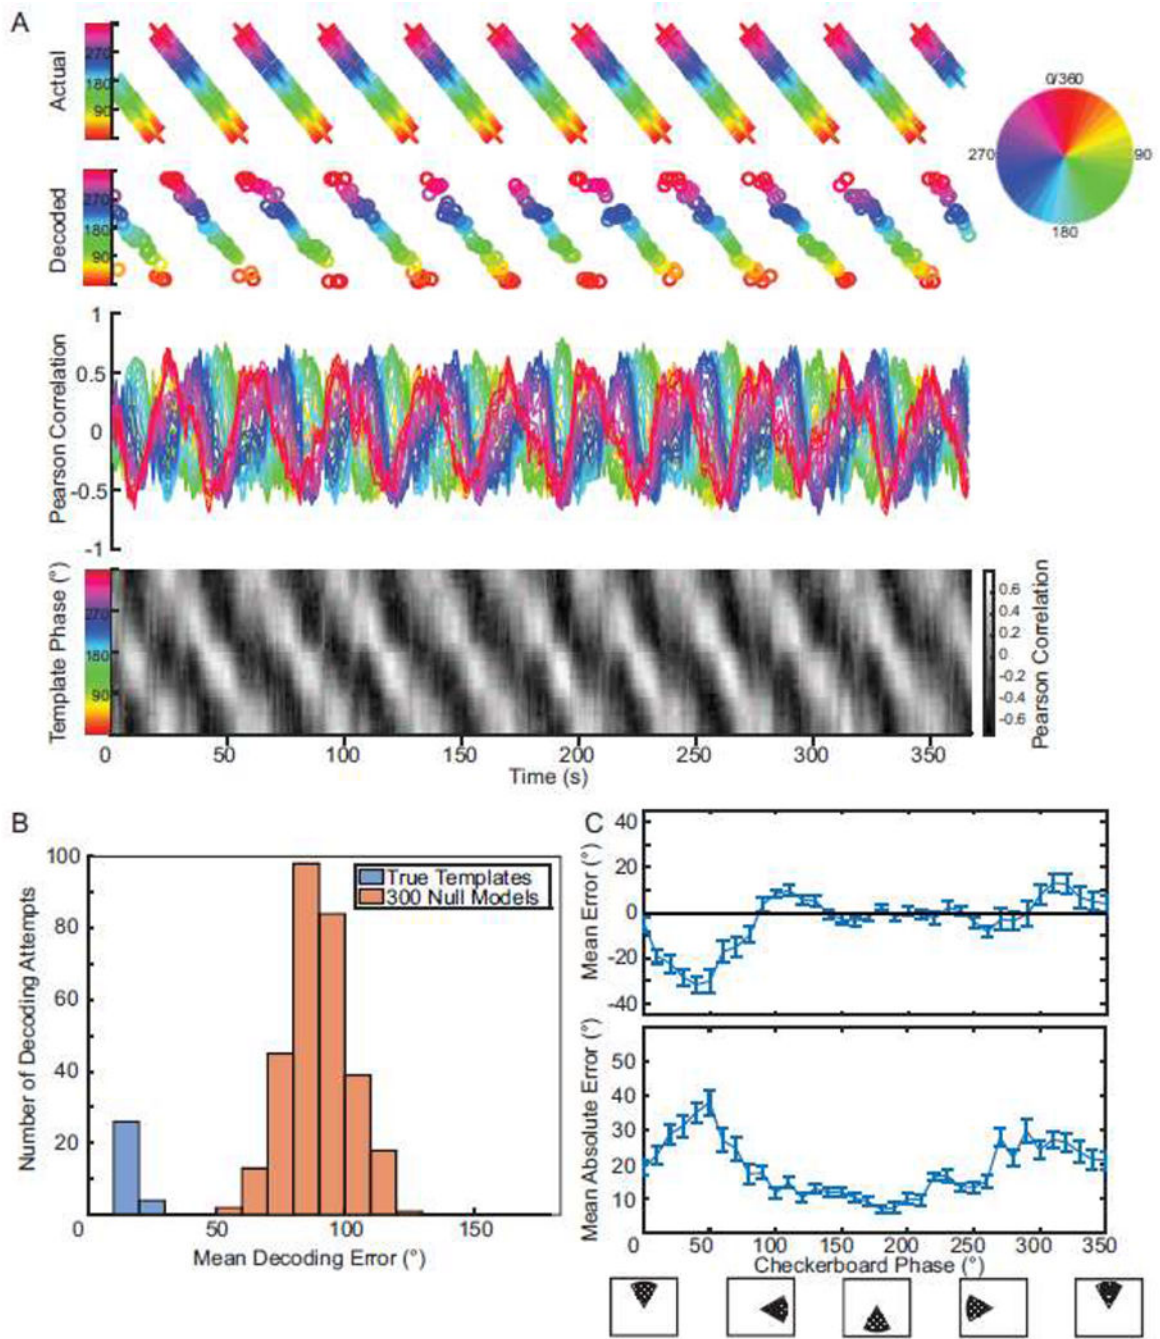 A
Actual
270
180
90
0/360
270
90
180
Decoded
270
180
90
Pearson Correlation
1
0.5
0
-0.5
-1
Template Phase (°)
270
180
90
0.6
0.4
0.2
0
-0.2
-0.4
-0.6
Pearson Correlation
0 50 100 150 200 250 300 350
Time (s)
B
100
80
60
40
20
Number of Decoding Attempts
True Templates
300 Null Models
0 50 100 150
Mean Decoding Error (°)
C
40
20
0
-20
-40
Mean Error (°)
50
40
30
20
10
Mean Absolute Error (°)
0 50 100 150 200 250 300 350
Checkerboard Phase (°)